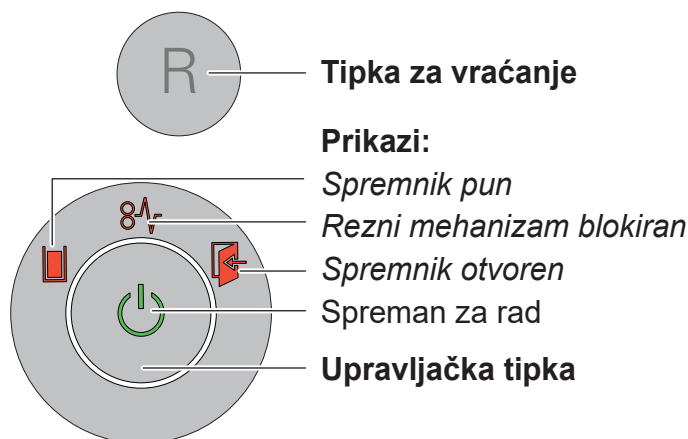 R
Tipka za vraćanje
Prikazi:
Spremnik pun
Rezni mehanizam blokiran
Spremnik otvoren
Spreman za rad
Upravljačka tipka